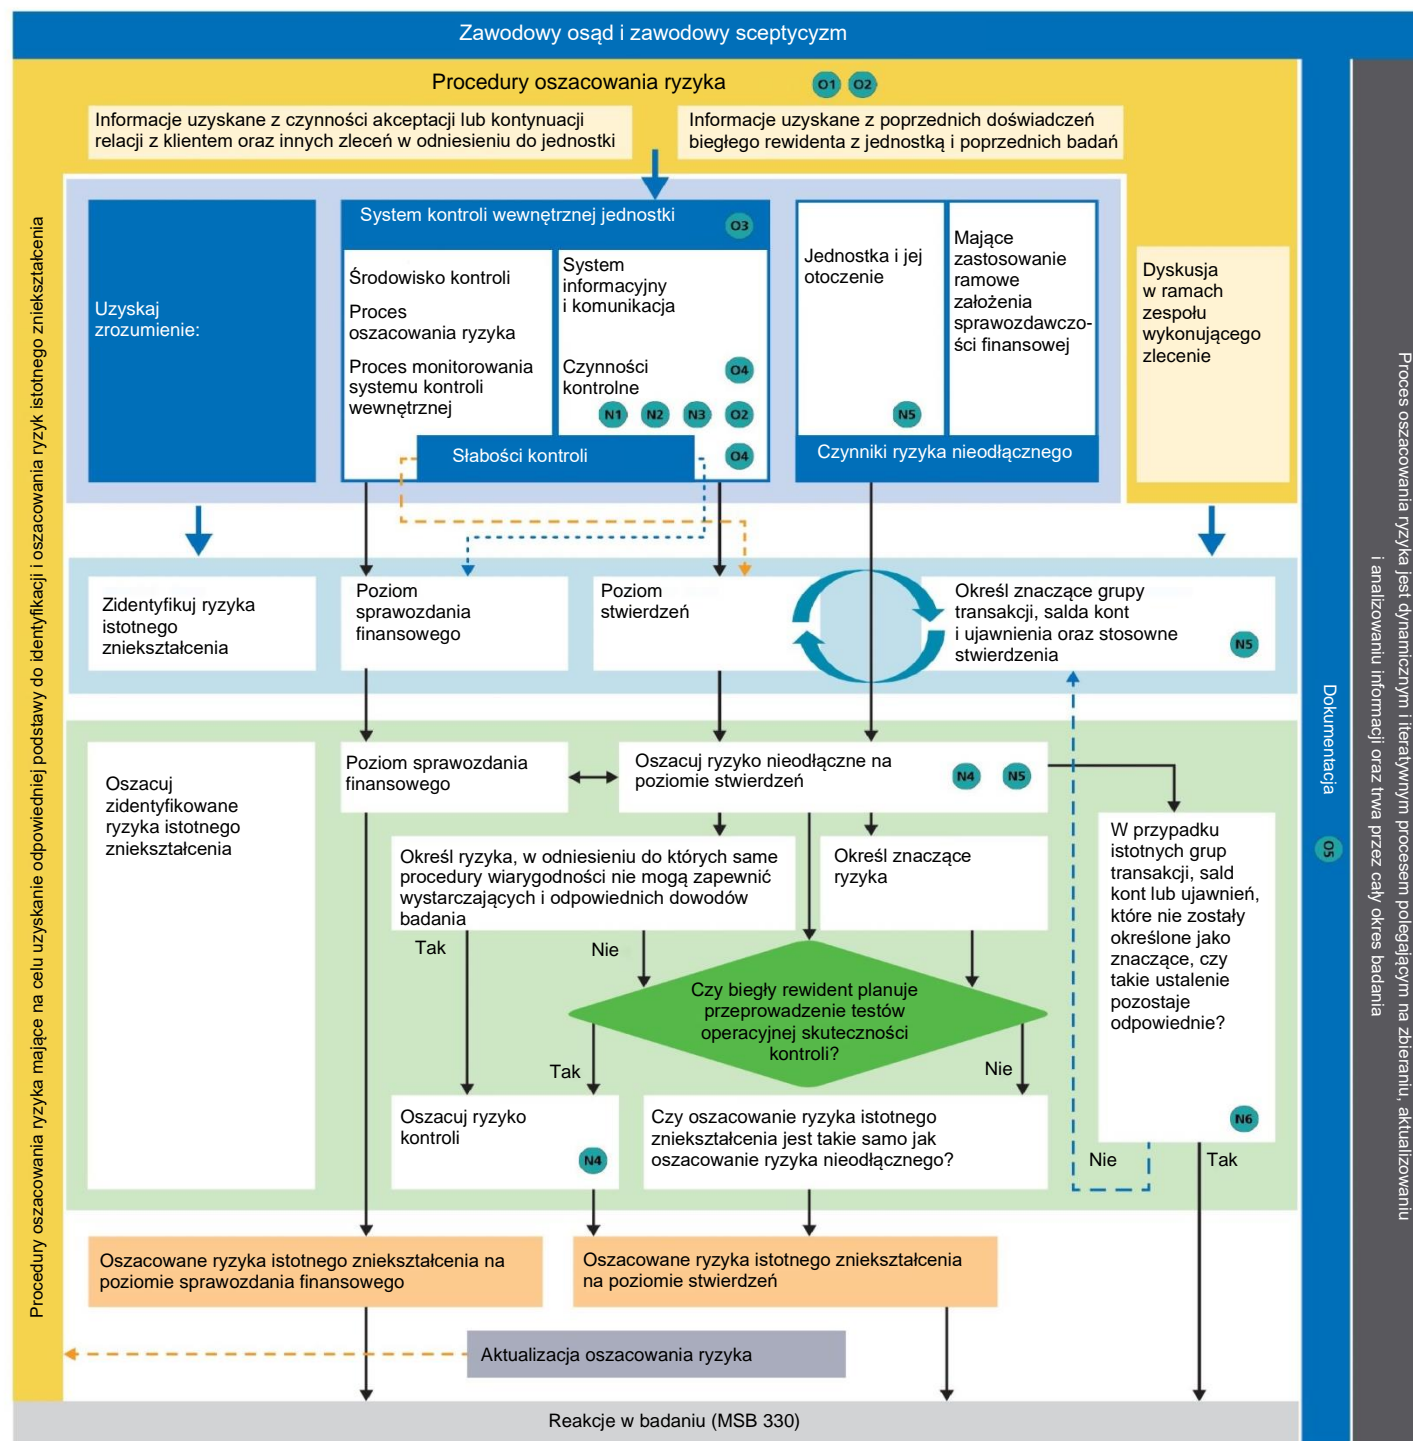 Zawodowy osąd i zawodowy sceptycyzm
Procedury oszacowania ryzyka
O1 O2
Informacje uzyskane z czynności akceptacji lub kontynuacji
relacji z klientem oraz innych zleceń w odniesieniu do jednostki
Informacje uzyskane z poprzednich doświadczeń
biegłego rewidenta z jednostką i poprzednich badań
Procedury oszacowania ryzyka mające na celu uzyskanie odpowiedniej podstawy do identyfikacji i oszacowania ryzyk istotnego zniekształcenia
Uzyskaj
zrozumienie:
System kontroli wewnętrznej jednostki
O3
Środowisko kontroli
Proces
oszacowania ryzyka
Proces monitorowania
systemu kontroli
wewnętrznej
System
informacyjny
i komunikacja
O4
Czynności
kontrolne
N1 N2 N3 O2
Słabości kontroli
O4
Jednostka i jej
otoczenie
N5
Mające
zastosowanie
ramowe
założenia
sprawozdawczo-
ści finansowej
Czynniki ryzyka nieodłącznego
Dyskusja
w ramach
zespołu
wykonującego
zlecenie
Zidentyfikuj ryzyka
istotnego
zniekształcenia
Poziom
sprawozdania
finansowego
Poziom
stwierdzeń
Określ znaczące grupy
transakcji, salda kont
i ujawnienia oraz stosowne
stwierdzenia
N5
Oszacuj
zidentyfikowane
ryzyka istotnego
zniekształcenia
Poziom sprawozdania
finansowego
Oszacuj ryzyko nieodłączne na
poziomie stwierdzeń
N4 N5
Określ ryzyka, w odniesieniu do których same
procedury wiarygodności nie mogą zapewnić
wystarczających i odpowiednich dowodów
badania
Określ znaczące
ryzyka
W przypadku
istotnych grup
transakcji, sald
kont lub ujawnień,
które nie zostały
określone jako
znaczące, czy
takie ustalenie
pozostaje
odpowiednie?
N6
Tak
Nie
Czy biegły rewident planuje
przeprowadzenie testów
operacyjnej skuteczności
kontroli?
Tak
Nie
Oszacuj ryzyko
kontroli
N4
Czy oszacowanie ryzyka istotnego
zniekształcenia jest takie samo jak
oszacowanie ryzyka nieodłącznego?
Nie
Tak
Oszacowane ryzyka istotnego zniekształcenia na
poziomie sprawozdania finansowego
Oszacowane ryzyka istotnego zniekształcenia
na poziomie stwierdzeń
Aktualizacja oszacowania ryzyka
Reakcje w badaniu (MSB 330)
Dokumentacja
O5
Proces oszacowania ryzyka jest dynamicznym i iteratywnym procesem polegającym na zbieraniu, aktualizowaniu
i analizowaniu informacji oraz trwa przez cały okres badania